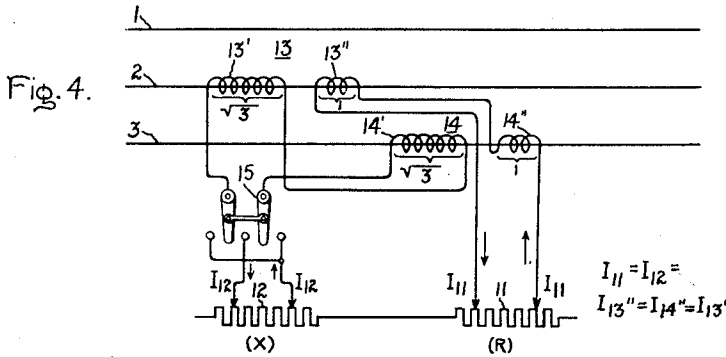 1
13' 13 13"
Fig. 4.
2
√3 1
14' 14 14"
3
15 √3 1
I12 12 I12 I11 11 I11
I11=I12=
I13"=I14"=I13'
(X) (R)